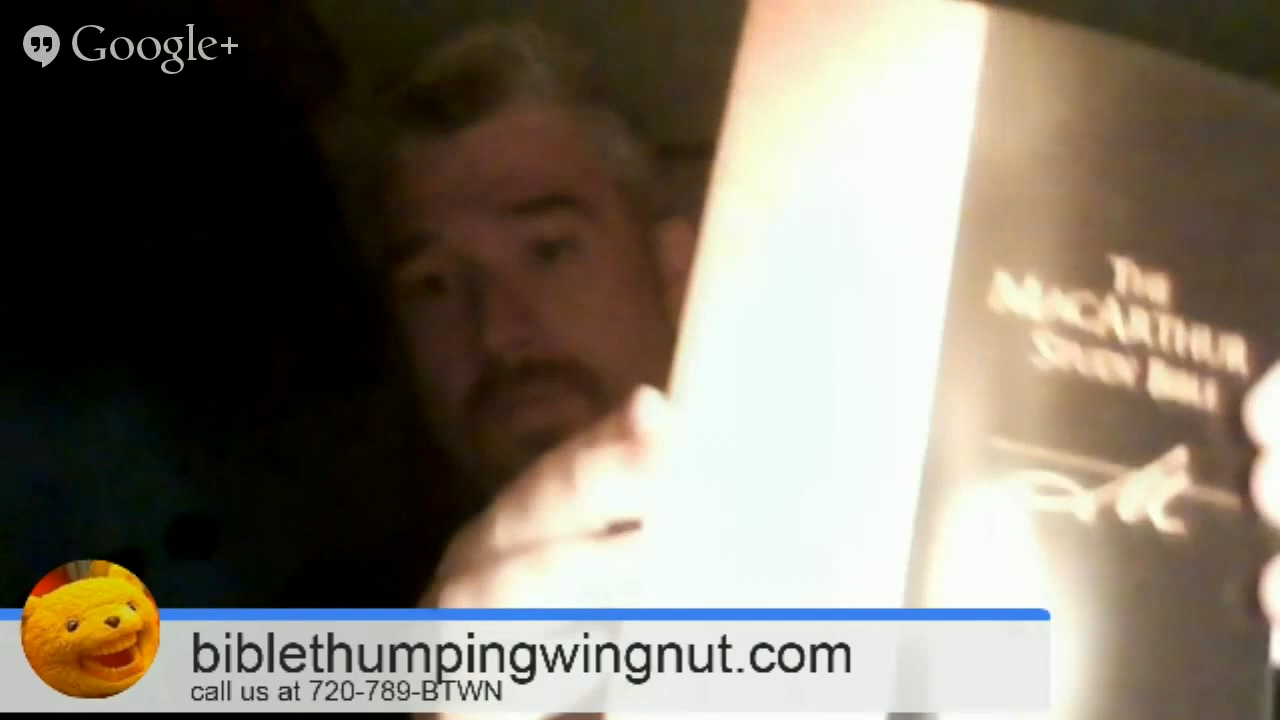 Google+
THE
MACARTHUR
STUDY BIBLE
biblethumpingwingnut.com
call us at 720-789-BTWN